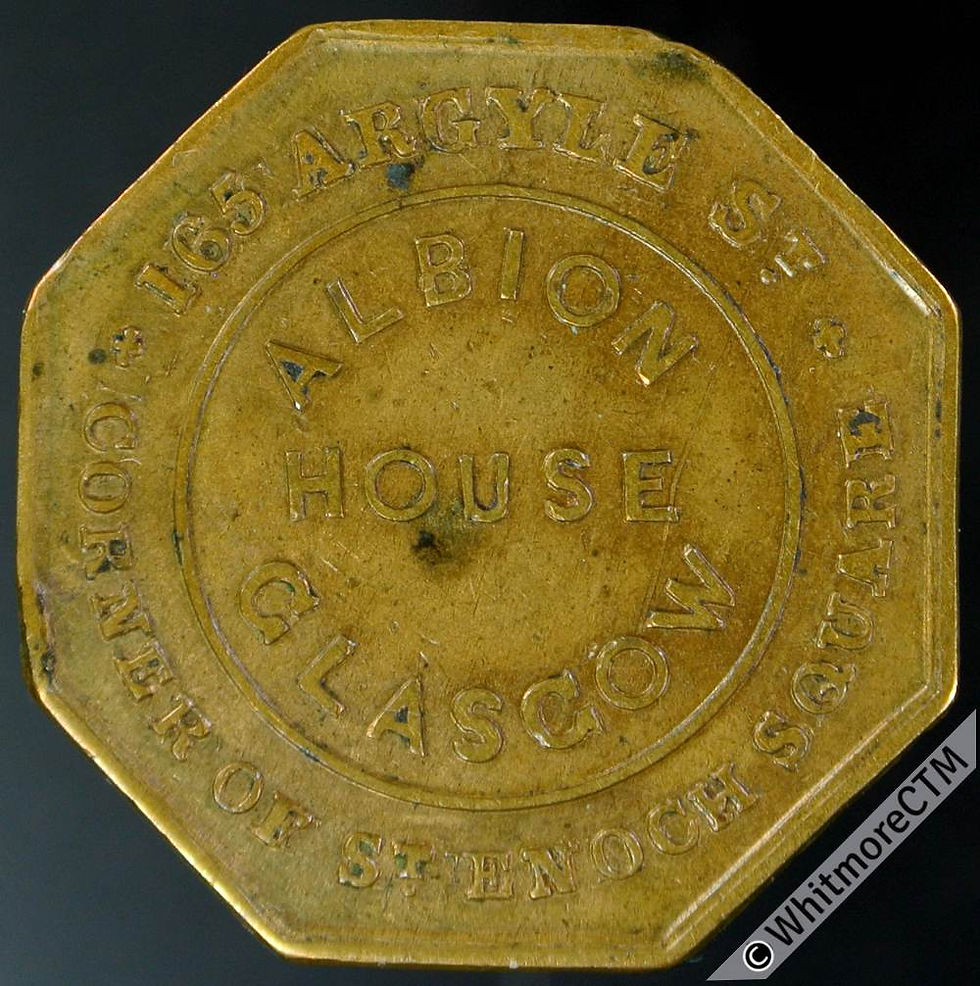 165 ARGYLE ST.
ALBION
HOUSE
GLASGOW
CORNER OF ST. ENOCH SQUARE
© WhitmoreCTM